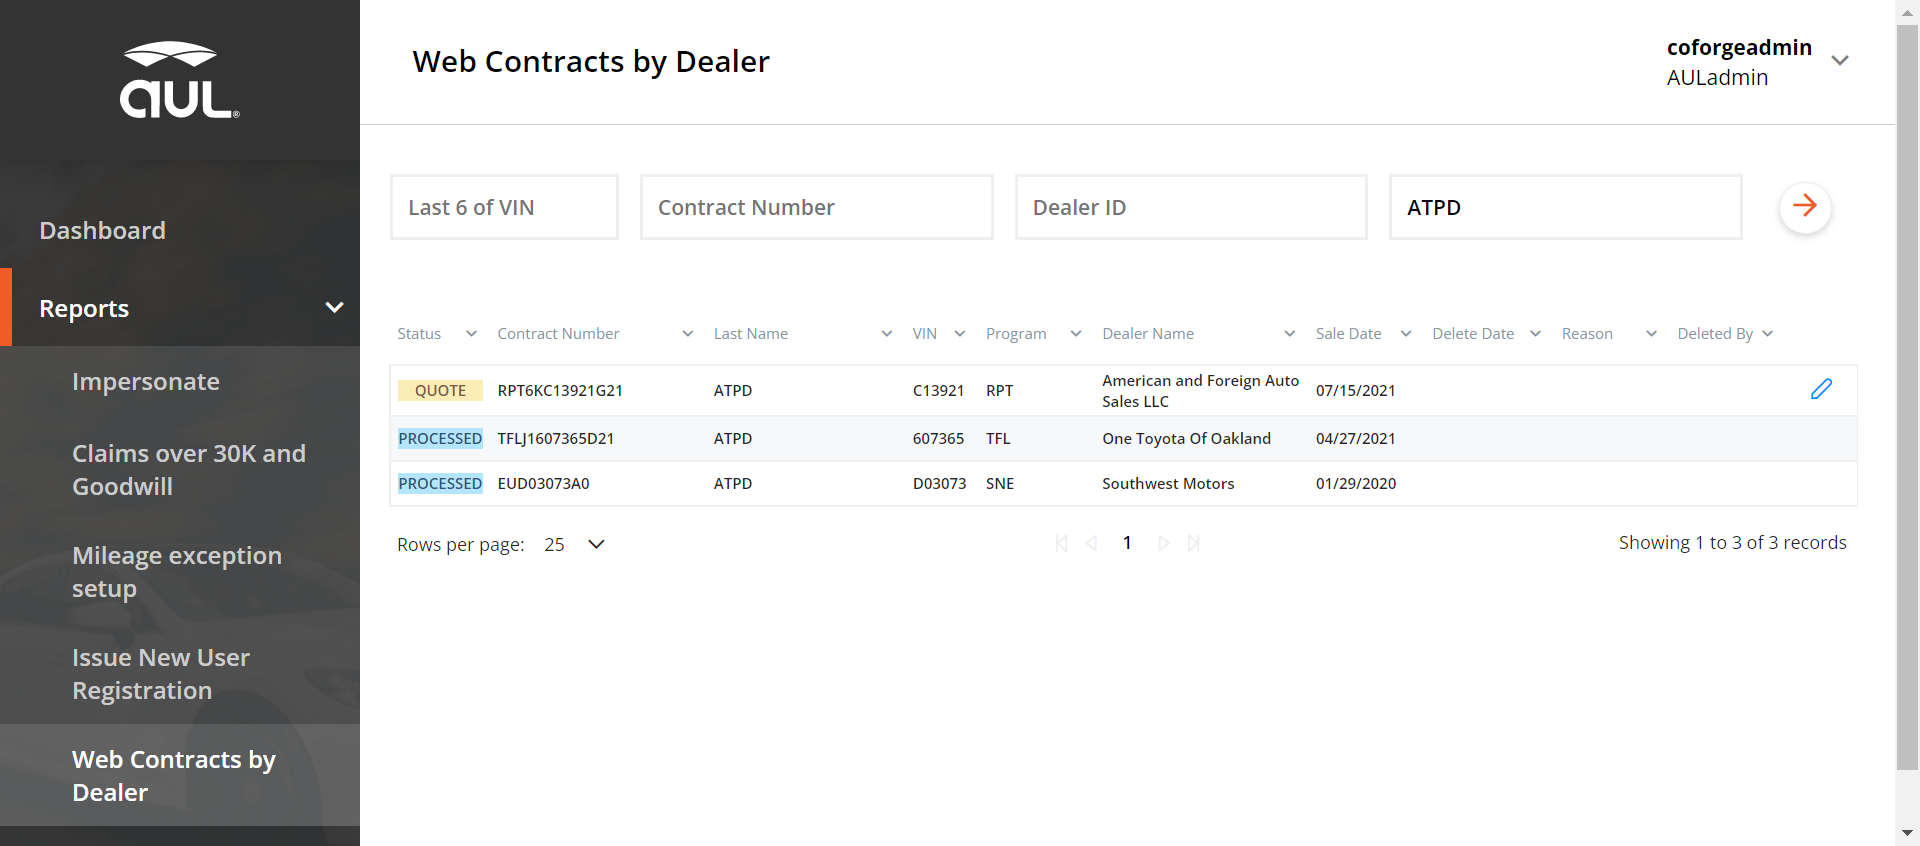 aul®
Dashboard
Reports
Impersonate
Claims over 30K and
Goodwill
Mileage exception
setup
Issue New User
Registration
Web Contracts by
Dealer
Web Contracts by Dealer
coforgeadmin
AULadmin
Last 6 of VIN Contract Number Dealer ID ATPD
Status Contract Number Last Name VIN Program Dealer Name Sale Date Delete Date Reason Deleted By
QUOTE RPT6KC13921G21 ATPD C13921 RPT American and Foreign Auto Sales LLC 07/15/2021
PROCESSED TFLJ1607365D21 ATPD 607365 TFL One Toyota Of Oakland 04/27/2021
PROCESSED EUD03073A0 ATPD D03073 SNE Southwest Motors 01/29/2020
Rows per page: 25 1 Showing 1 to 3 of 3 records